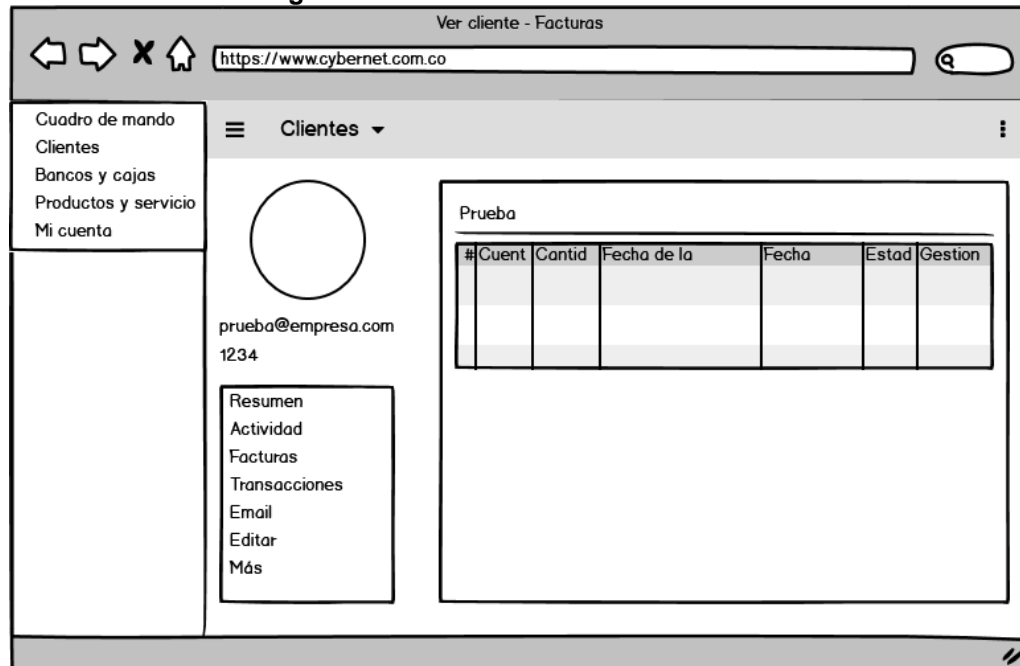 Ver cliente - Facturas
https://www.cybernet.com.co
Cuadro de mando
Clientes
Bancos y cajas
Productos y servicio
Mi cuenta
Clientes
prueba@empresa.com
1234
Resumen
Actividad
Facturas
Transacciones
Email
Editar
Más
Prueba
# Cuent Cantid Fecha de la Fecha Estad Gestion